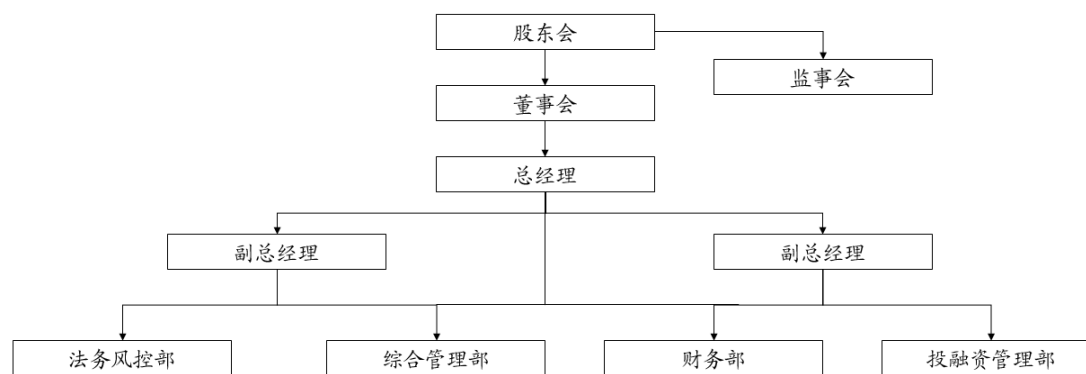 股东会
监事会
董事会
总经理
副总经理
副总经理
法务风控部
综合管理部
财务部
投融资管理部